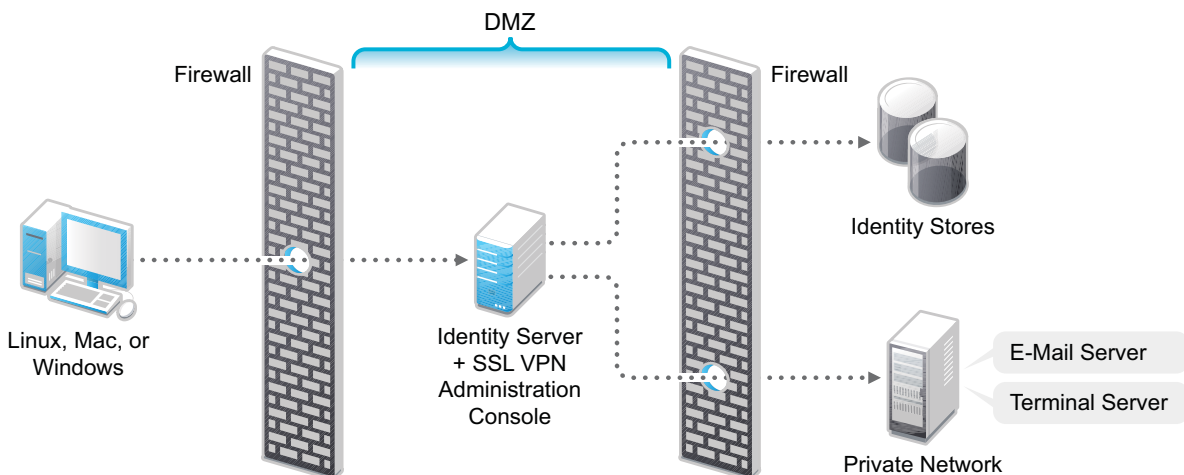 DMZ
Firewall
Firewall
Identity Stores
Linux, Mac, or
Windows
Identity Server
+ SSL VPN
Administration
Console
E-Mail Server
Terminal Server
Private Network